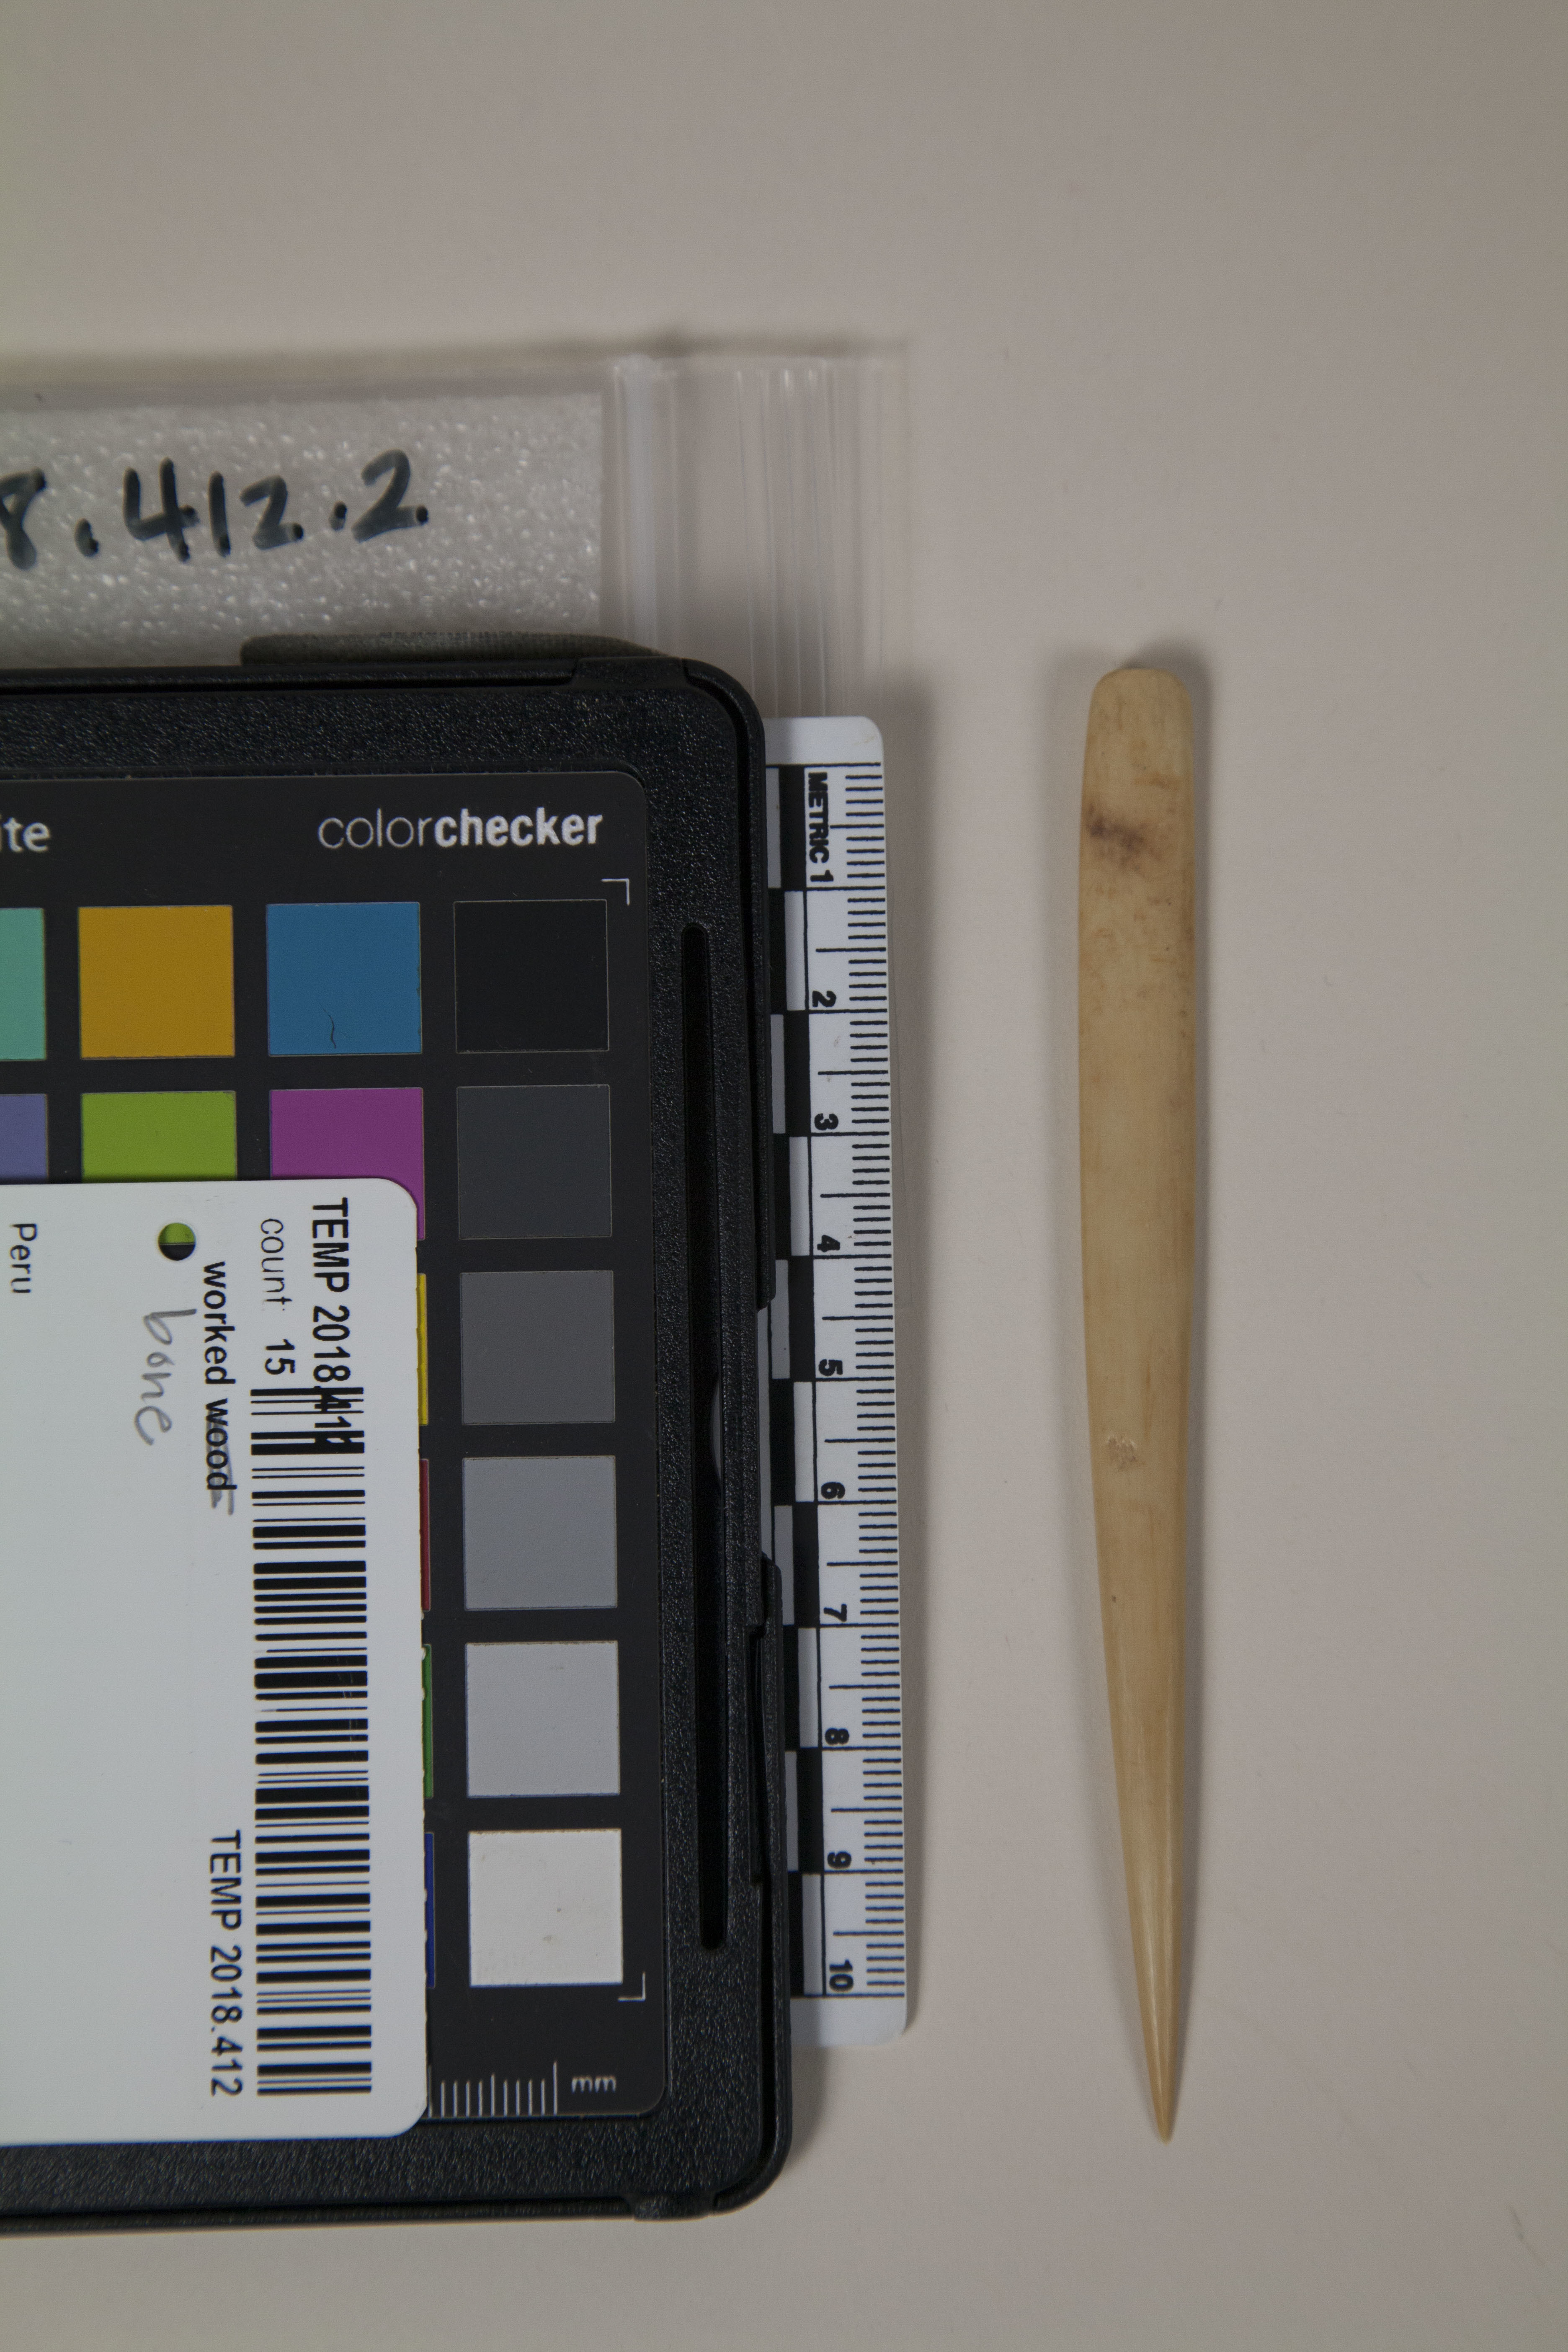 8.412.2
ite
colorchecker
METRIC 1
2
3
4
5
6
7
8
9
10
mm
TEMP 2018.412
count 15
worked wood
bone
Peru
TEMP 2018.412